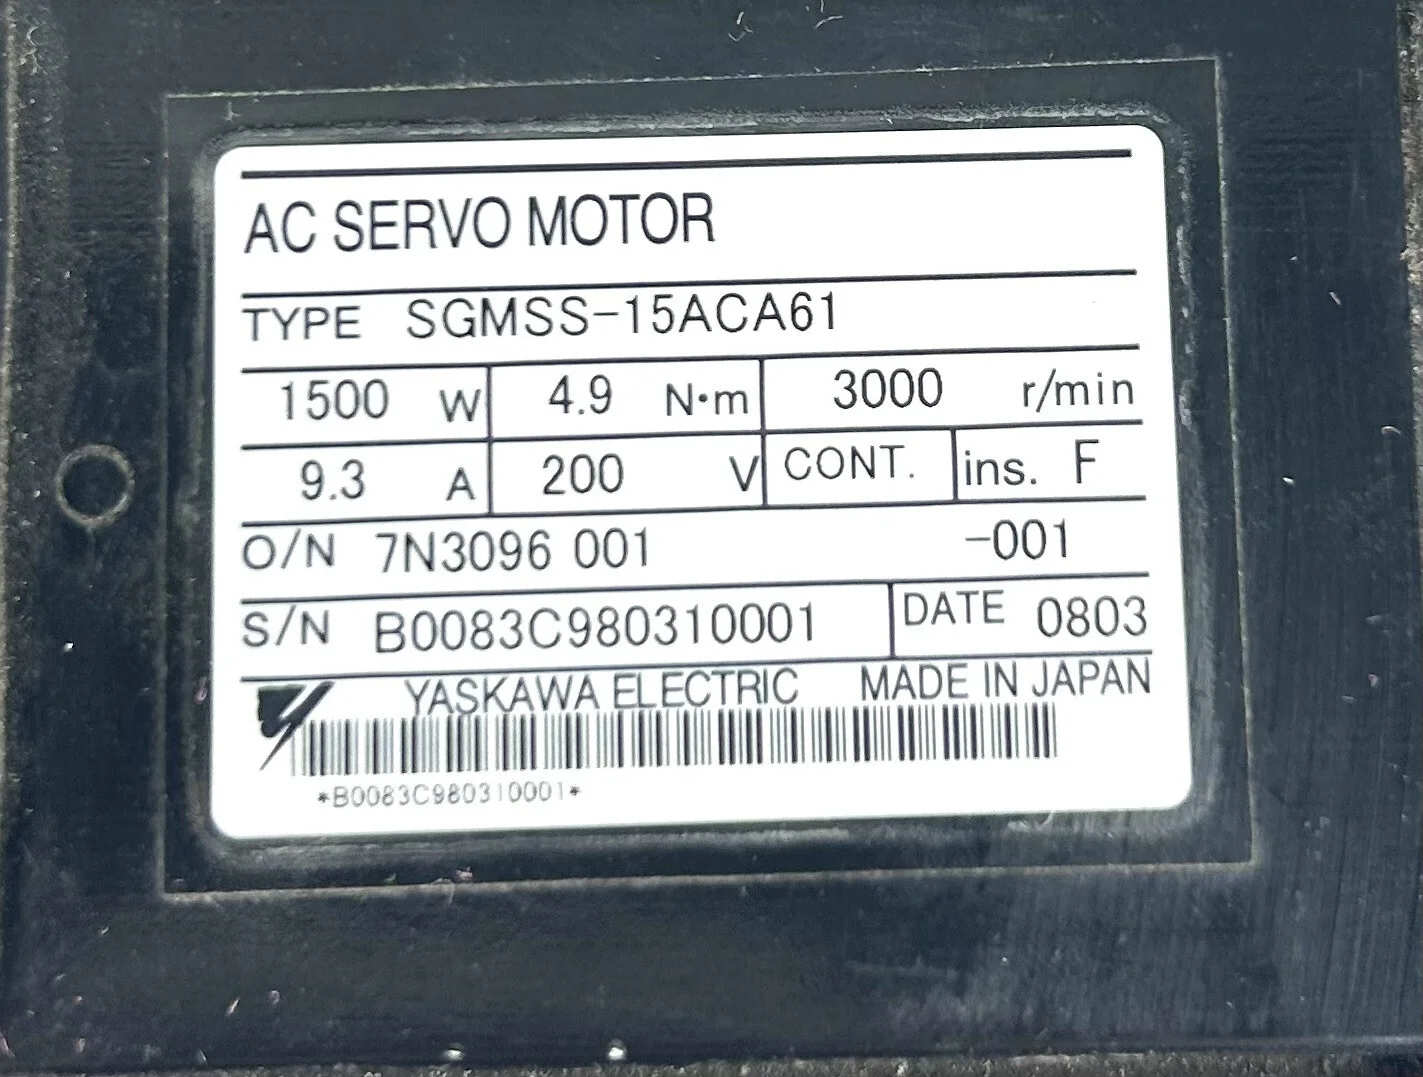 AC SERVO MOTOR
TYPE SGMSS-15ACA61
1500 W 4.9 N·m 3000 r/min
9.3 A 200 V CONT. ins. F
O/N 7N3096 001 -001
S/N B0083C980310001 DATE 0803
YASKAWA ELECTRIC MADE IN JAPAN
*B0083C980310001*